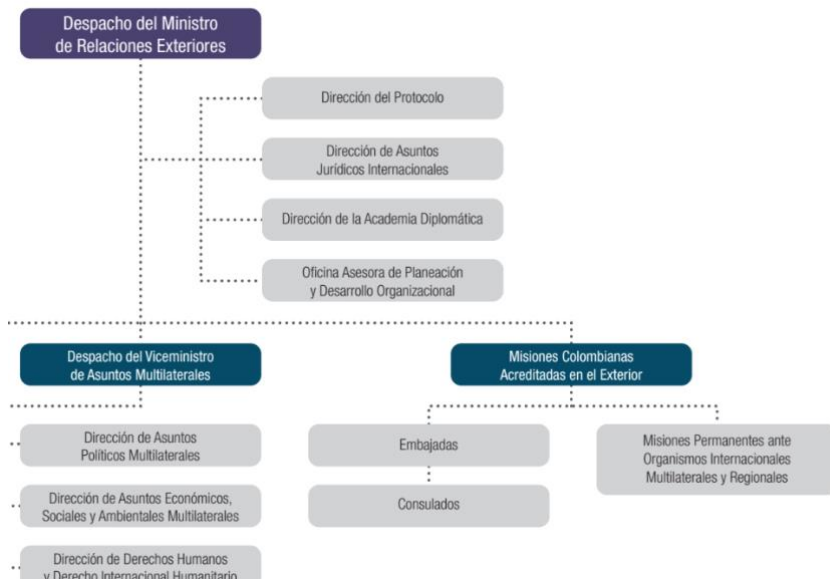 Despacho del Ministro
de Relaciones Exteriores
Dirección del Protocolo
Dirección de Asuntos
Jurídicos Internacionales
Dirección de la Academia Diplomática
Oficina Asesora de Planeación
y Desarrollo Organizacional
Despacho del Viceministro
de Asuntos Multilaterales
Misiones Colombianas
Acreditadas en el Exterior
Dirección de Asuntos
Políticos Multilaterales
Embajadas
Misiones Permanentes ante
Organismos Internacionales
Multilaterales y Regionales
Dirección de Asuntos Económicos,
Sociales y Ambientales Multilaterales
Consulados
Dirección de Derechos Humanos
y Derecho Internacional Humanitario